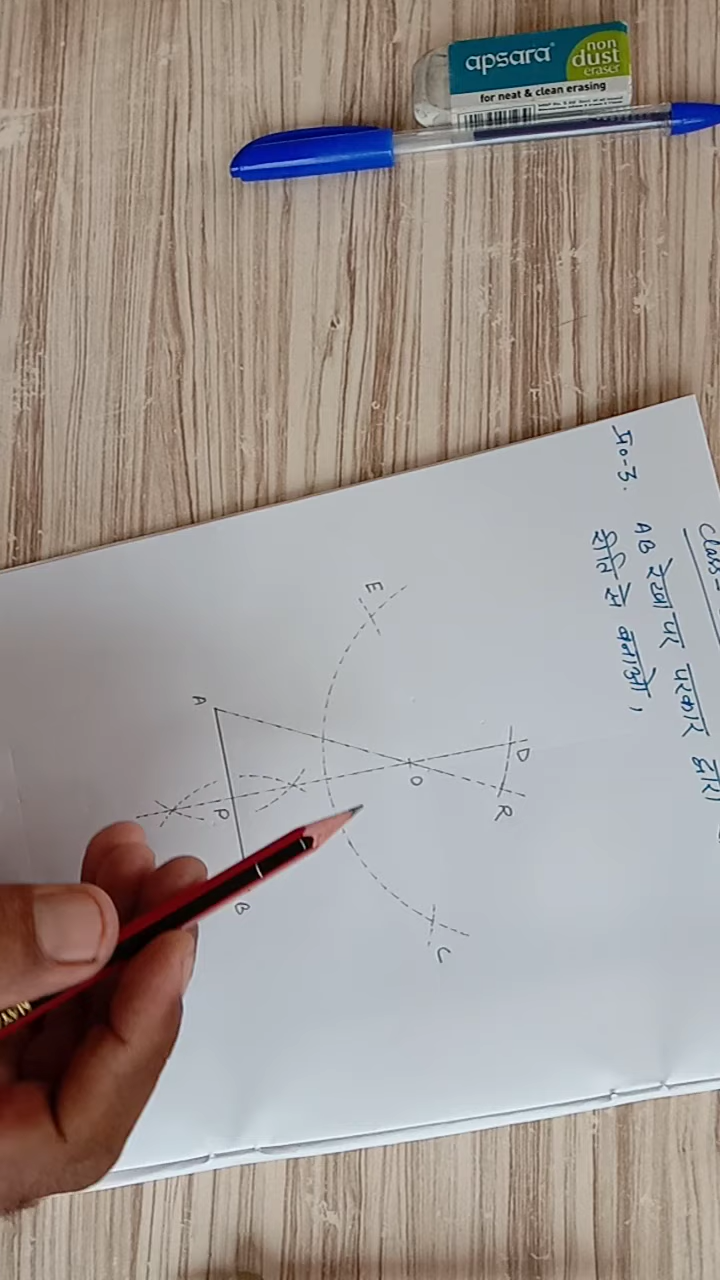 apsara
non
dust
eraser
for neat & clean erasing
Class-
प्र०-3. AB रेखा पर परकार द्वारा
रीति से बनाओ,
E
A
D
O
R
P
B
C